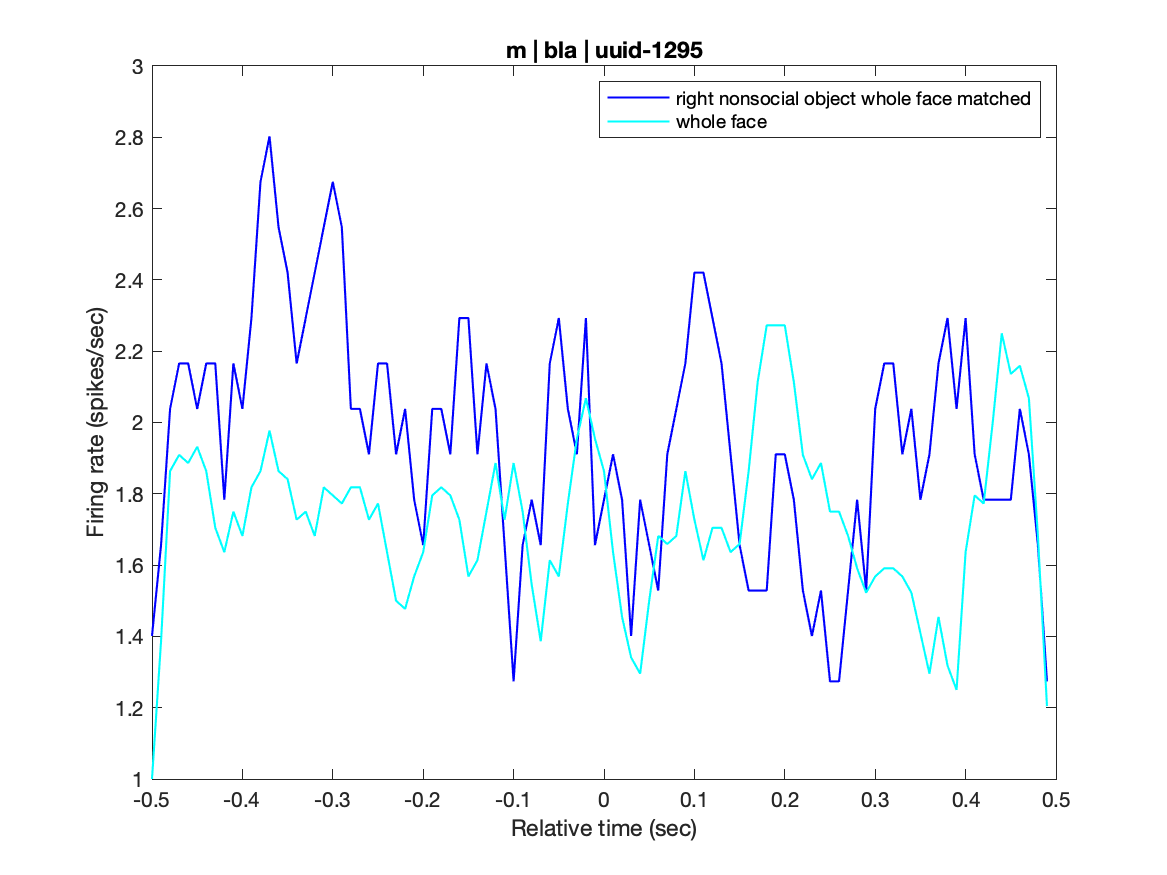 m | bla | uuid-1295
right nonsocial object whole face matched
whole face
Firing rate (spikes/sec)
3
2.8
2.6
2.4
2.2
2
1.8
1.6
1.4
1.2
1
-0.5 -0.4 -0.3 -0.2 -0.1 0 0.1 0.2 0.3 0.4 0.5
Relative time (sec)